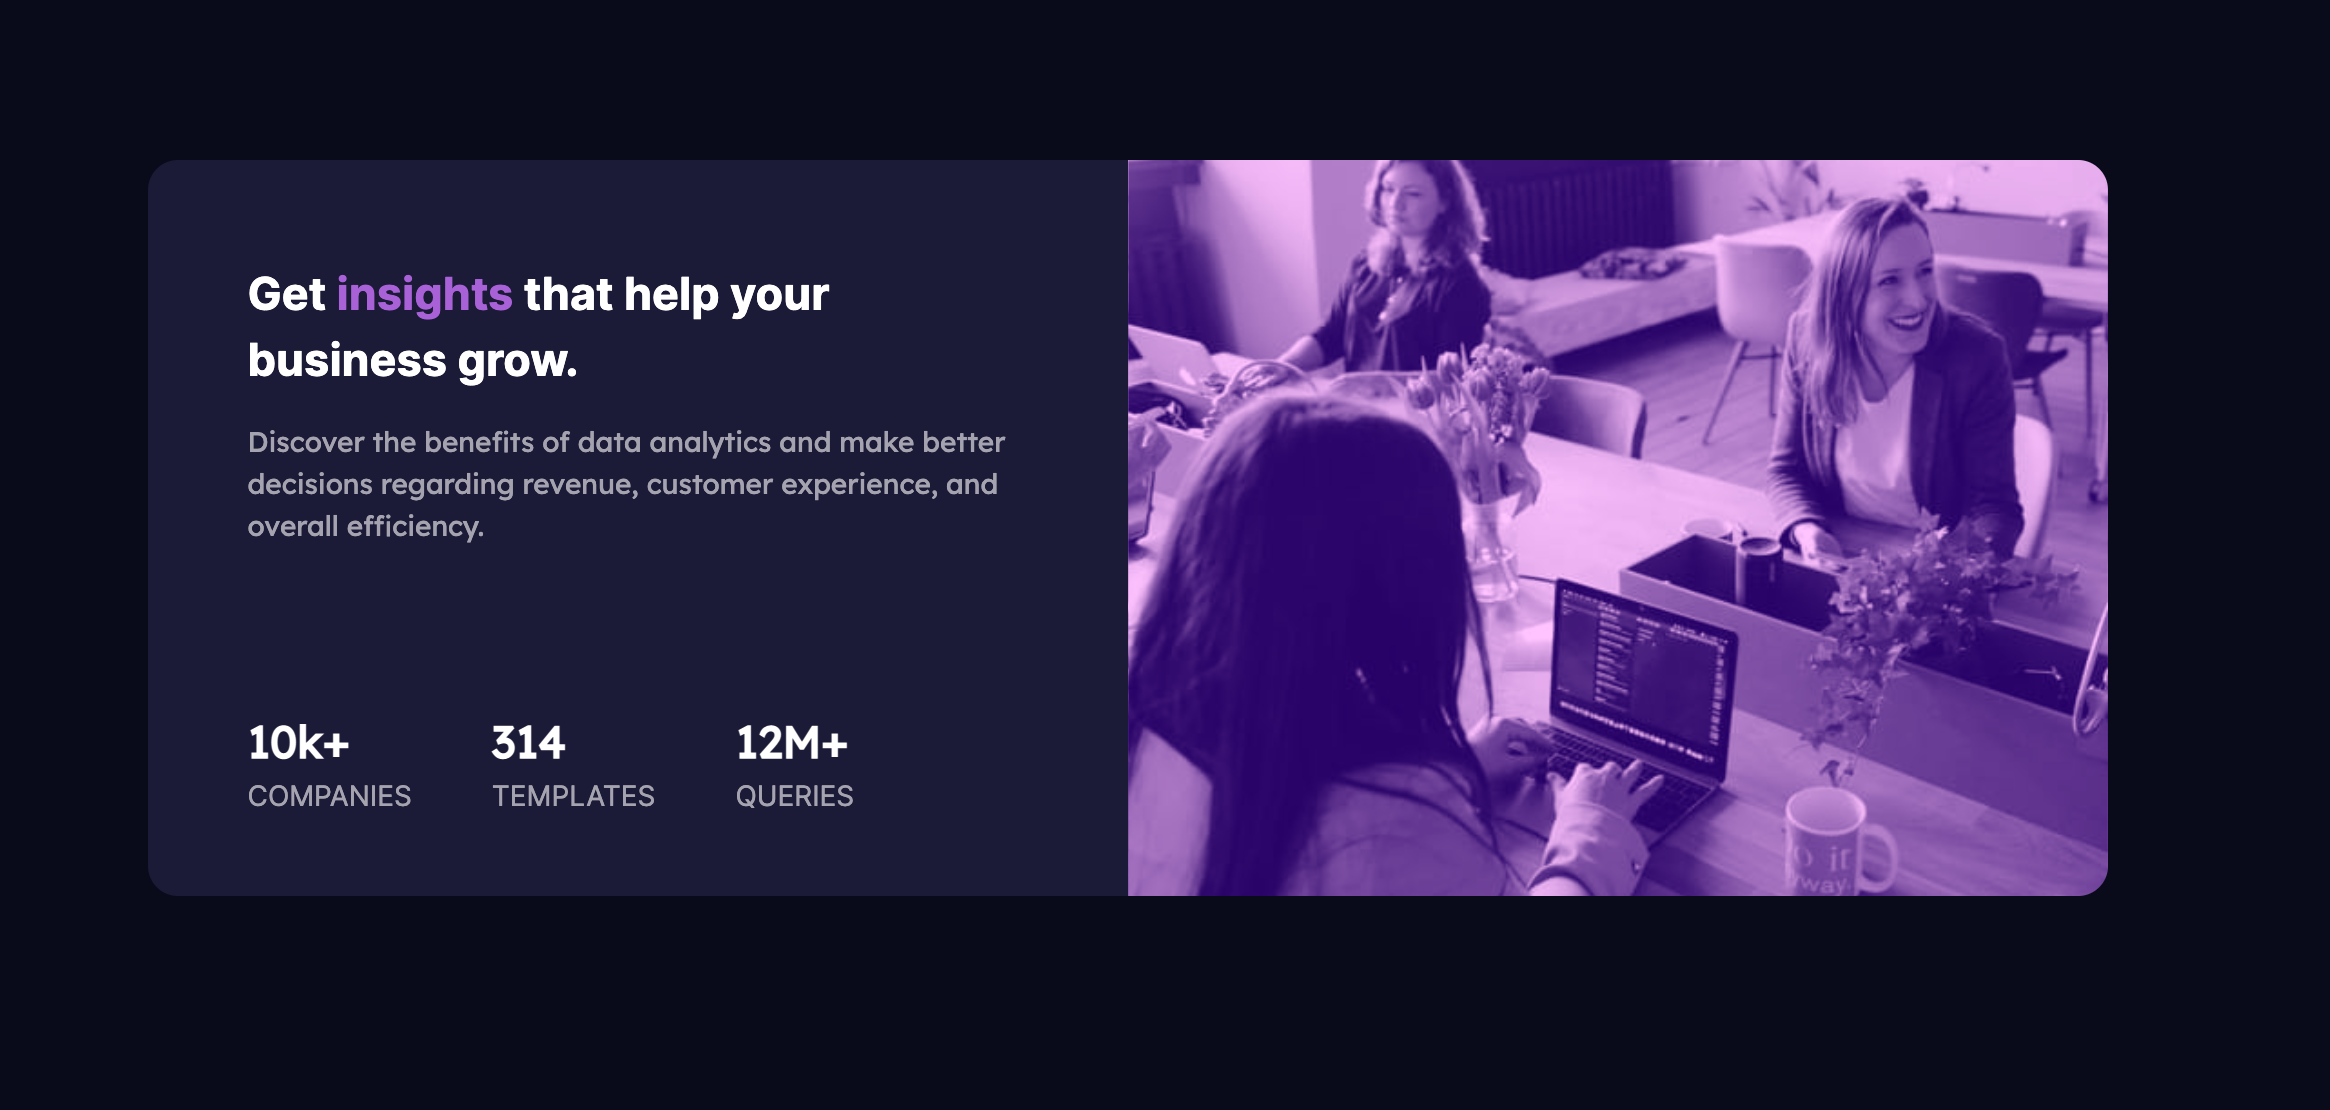 Get insights that help your
business grow.
Discover the benefits of data analytics and make better
decisions regarding revenue, customer experience, and
overall efficiency.
10k+ 314 12M+
COMPANIES TEMPLATES QUERIES
it